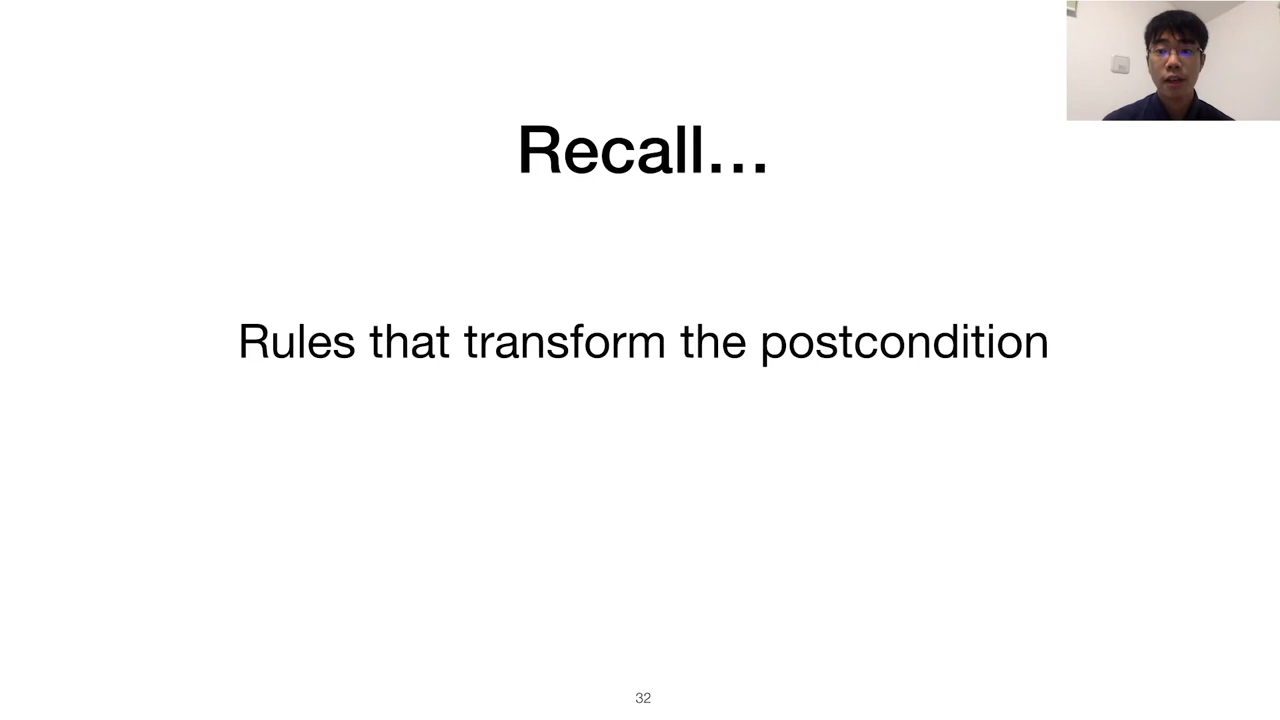 Recall…
Rules that transform the postcondition
32